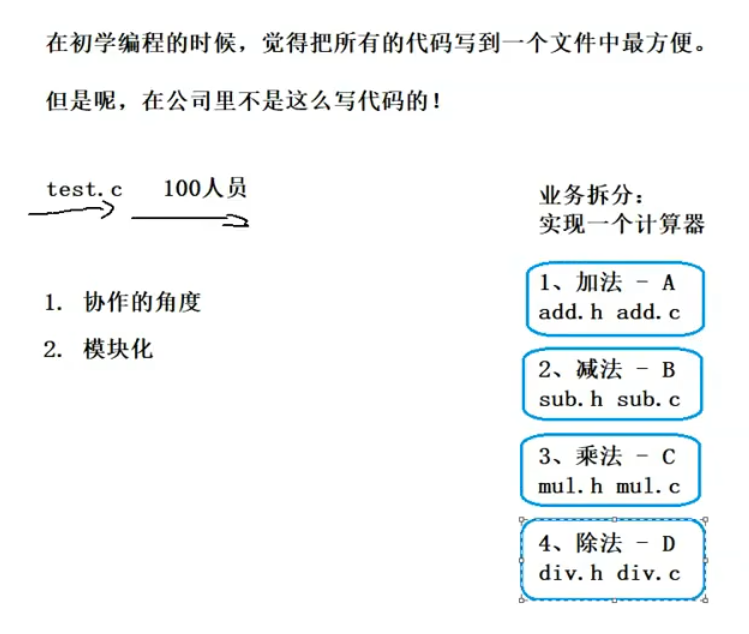 在初学编程的时候，觉得把所有的代码写到一个文件中最方便。
但是呢，在公司里不是这么写代码的！
test.c 100人员
1. 协作的角度
2. 模块化
业务拆分：
实现一个计算器
1、加法 - A
add.h add.c
2、减法 - B
sub.h sub.c
3、乘法 - C
mul.h mul.c
4、除法 - D
div.h div.c